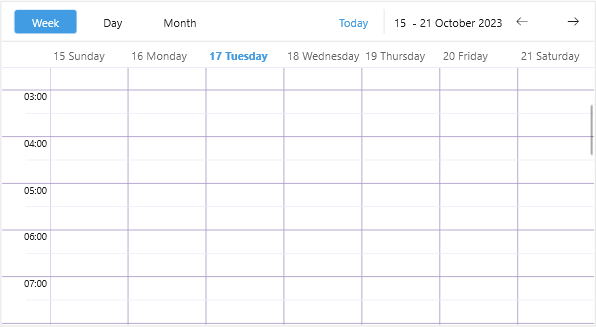 Week Day Month Today 15 - 21 October 2023
15 Sunday 16 Monday 17 Tuesday 18 Wednesday 19 Thursday 20 Friday 21 Saturday
03:00
04:00
05:00
06:00
07:00